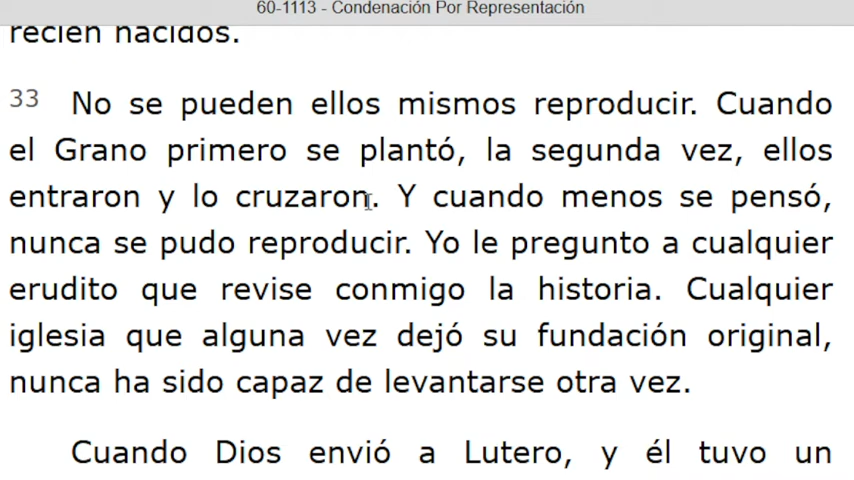 60-1113 - Condenación Por Representación
recién nacidos.
33 No se pueden ellos mismos reproducir. Cuando
el Grano primero se plantó, la segunda vez, ellos
entraron y lo cruzaron. Y cuando menos se pensó,
nunca se pudo reproducir. Yo le pregunto a cualquier
erudito que revise conmigo la historia. Cualquier
iglesia que alguna vez dejó su fundación original,
nunca ha sido capaz de levantarse otra vez.
Cuando Dios envió a Lutero, y él tuvo un